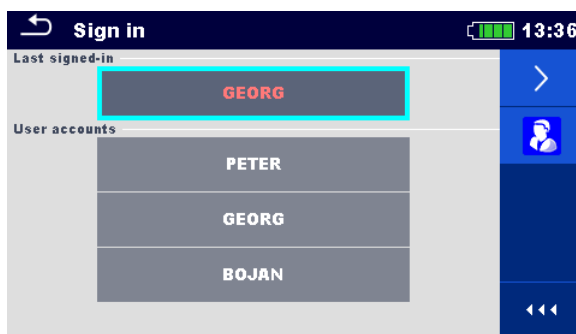 Sign in 13:36
Last signed-in
GEORG
User accounts
PETER
GEORG
BOJAN